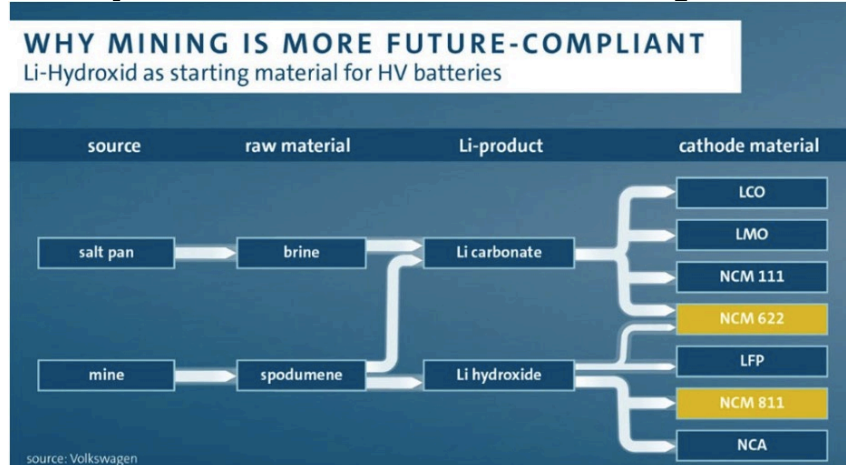 WHY MINING IS MORE FUTURE-COMPLIANT
Li-Hydroxid as starting material for HV batteries
source raw material Li-product cathode material
LCO
LMO
salt pan brine Li carbonate
NCM 111
NCM 622
LFP
mine spodumene Li hydroxide
NCM 811
NCA
source: Volkswagen